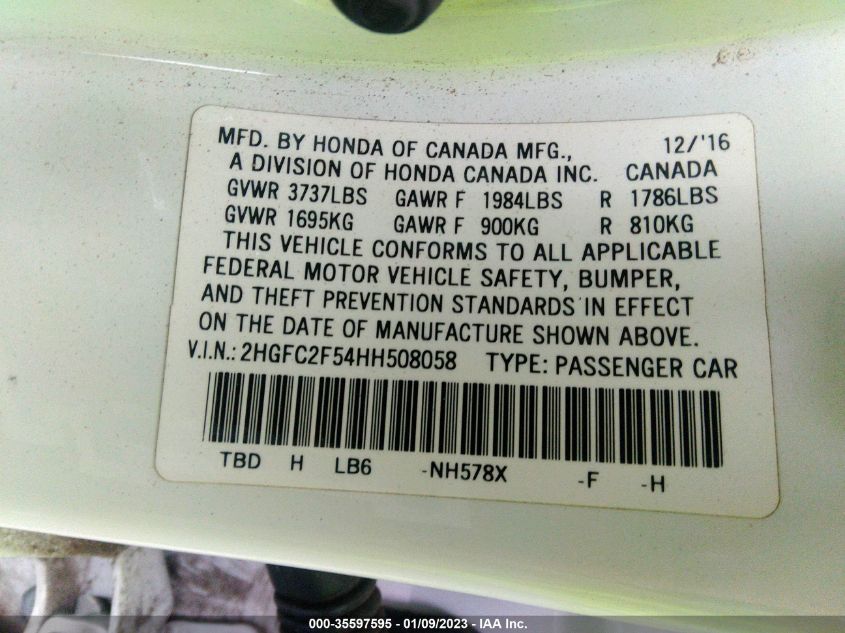 MFD. BY HONDA OF CANADA MFG., 12/'16
A DIVISION OF HONDA CANADA INC. CANADA
GVWR 3737LBS GAWR F 1984LBS R 1786LBS
GVWR 1695KG GAWR F 900KG R 810KG
THIS VEHICLE CONFORMS TO ALL APPLICABLE
FEDERAL MOTOR VEHICLE SAFETY, BUMPER,
AND THEFT PREVENTION STANDARDS IN EFFECT
ON THE DATE OF MANUFACTURE SHOWN ABOVE.
V.I.N.: 2HGFC2F54HH508058 TYPE: PASSENGER CAR
TBD H LB6 -NH578X -F -H
000-35597595 - 01/09/2023 - IAA Inc.